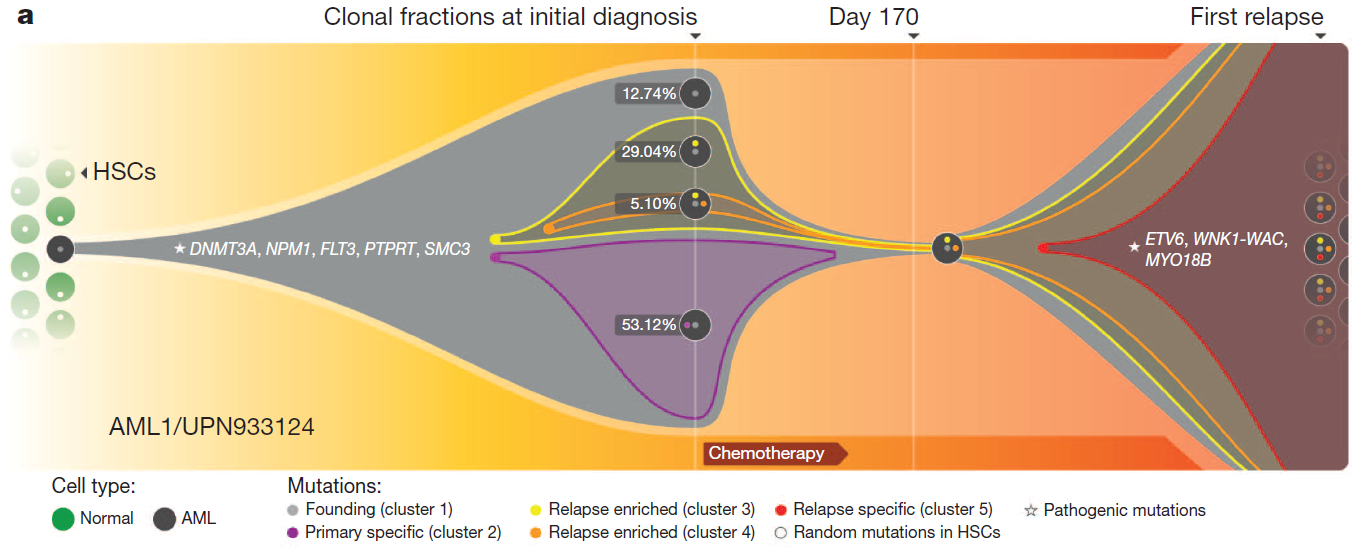 a
Clonal fractions at initial diagnosis
Day 170
First relapse
12.74%
29.04%
HSCs
5.10%
DNMT3A, NPM1, FLT3, PTPRT, SMC3
ETV6, WNK1-WAC,
MYO18B
53.12%
AML1/UPN933124
Chemotherapy
Cell type:
Normal
AML
Mutations:
Founding (cluster 1)
Primary specific (cluster 2)
Relapse enriched (cluster 3)
Relapse enriched (cluster 4)
Relapse specific (cluster 5)
Random mutations in HSCs
Pathogenic mutations